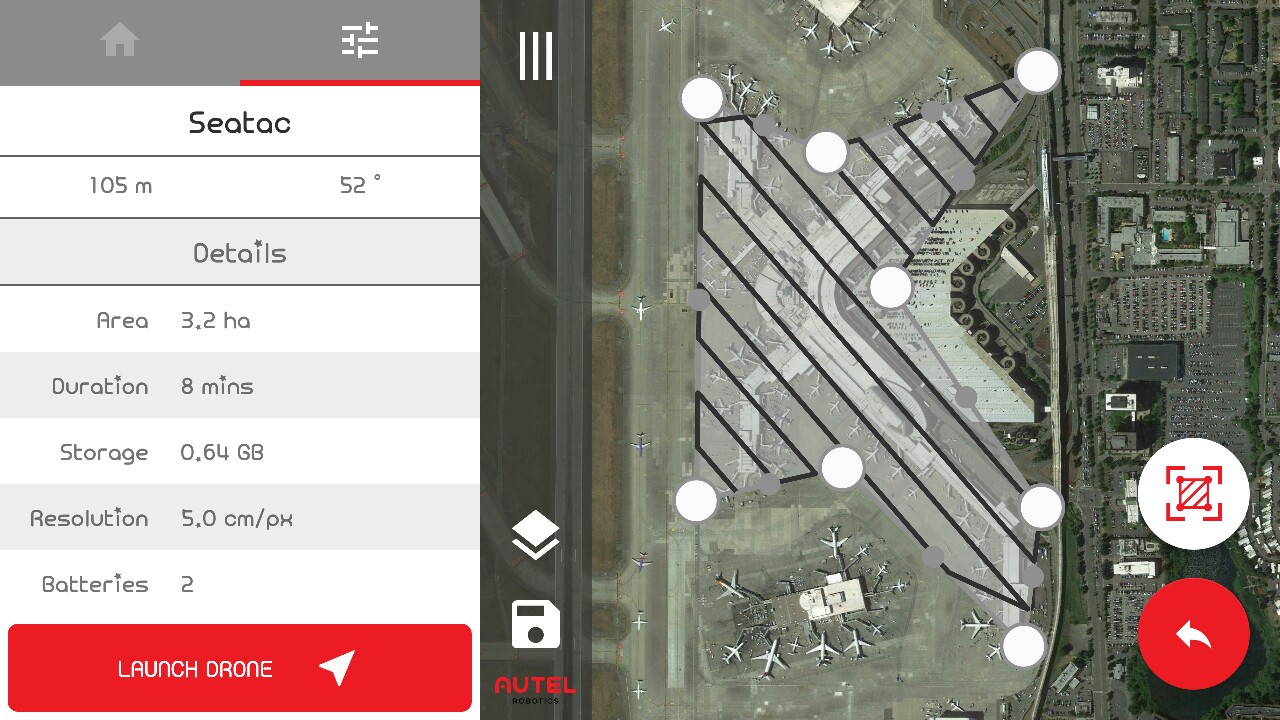 Seatac
105 m 52 °
Details
Area 3.2 ha
Duration 8 mins
Storage 0.64 GB
Resolution 5.0 cm/px
Batteries 2
LAUNCH DRONE
AUTEL
ROBOTICS